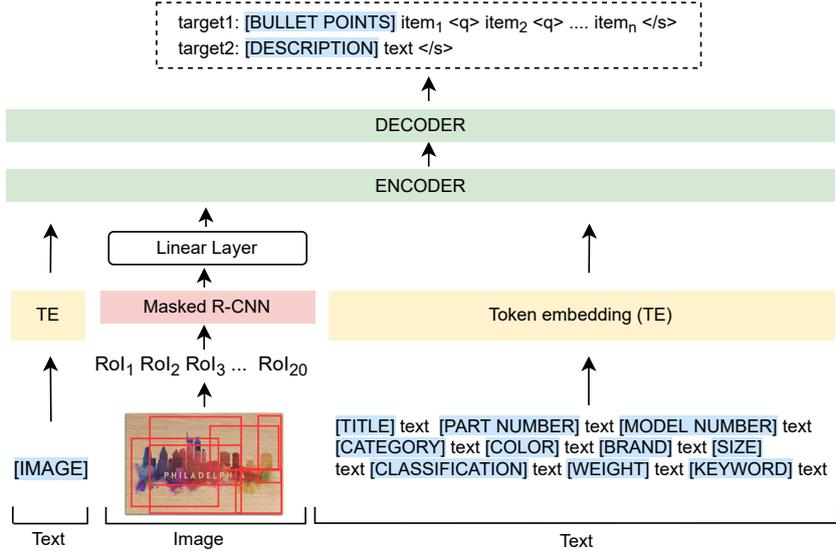 target1: [BULLET POINTS] item1 <q> item2 <q> .... itemn </s>
target2: [DESCRIPTION] text </s>
DECODER
ENCODER
Linear Layer
TE
Masked R-CNN
Token embedding (TE)
RoI1 RoI2 RoI3 ... RoI20
[IMAGE]
PHILADELPHIA
[TITLE] text [PART NUMBER] text [MODEL NUMBER] text
[CATEGORY] text [COLOR] text [BRAND] text [SIZE]
text [CLASSIFICATION] text [WEIGHT] text [KEYWORD] text
Text
Image
Text